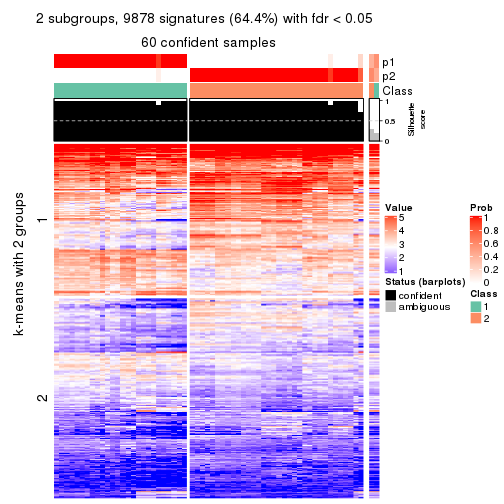 2 subgroups, 9878 signatures (64.4%) with fdr < 0.05
60 confident samples
p1
p2
Class
1
0.5
0
Silhouette
score
k-means with 2 groups
1
2
Value
5
4
3
2
1
Prob
1
0.8
0.6
0.4
0.2
0
Status (barplots)
confident
ambiguous
Class
1
2